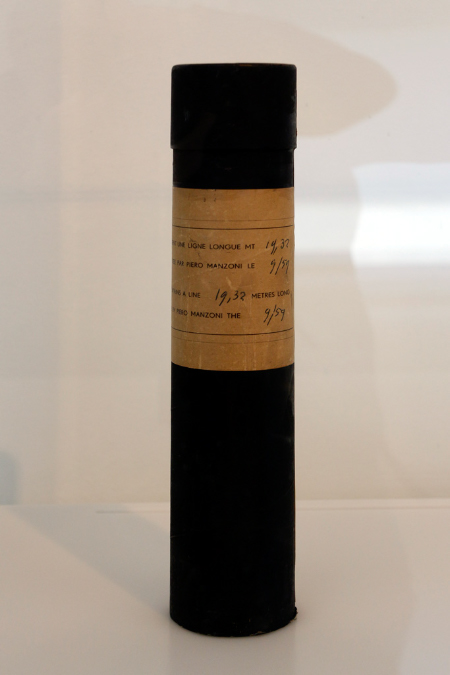 UNE LIGNE LONGUE MT 19,32
PAR PIERO MANZONI LE 9/59
A LINE 19,32 METRES LONG
PIERO MANZONI THE 9/59